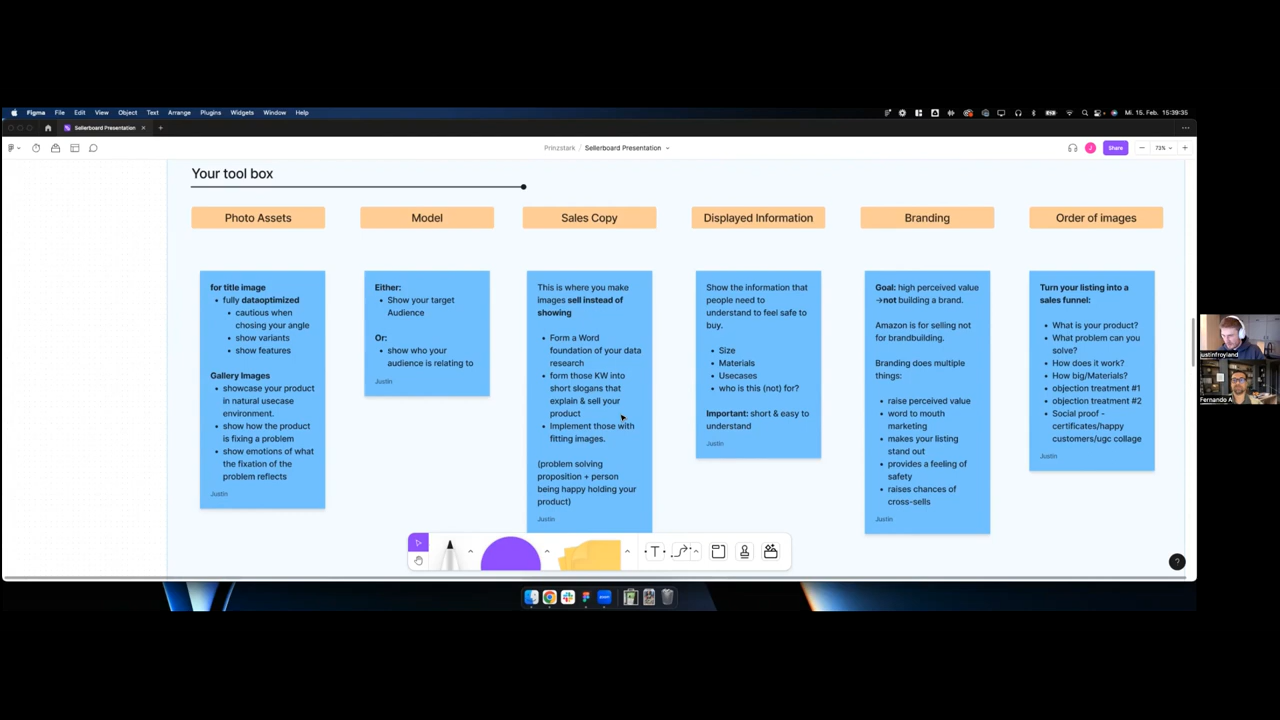 Figma File Edit View Object Text Arrange Plugins Widgets Window Help
Mi. 15. Feb. 15:39:35
Sellerboard Presentation
Prinzstark / Sellerboard Presentation
J
Share
73%
Your tool box
Photo Assets
for title image
• fully dataoptimized
• cautious when
chosing your angle
• show variants
• show features
Gallery Images
• showcase your product
in natural usecase
environment.
• show how the product
is fixing a problem
• show emotions of what
the fixation of the
problem reflects
Justin
Model
Either:
• Show your target
Audience
Or:
• show who your
audience is relating to
Justin
Sales Copy
This is where you make
images sell instead of
showing
• Form a Word
foundation of your data
research
• form those KW into
short slogans that
explain & sell your
product
• Implement those with
fitting images.
(problem solving
proposition + person
being happy holding your
product)
Justin
Displayed Information
Show the information that
people need to
understand to feel safe to
buy.
• Size
• Materials
• Usecases
• who is this (not) for?
Important: short & easy to
understand
Justin
Branding
Goal: high perceived value
→not building a brand.
Amazon is for selling not
for brandbuilding.
Branding does multiple
things:
• raise perceived value
• word to mouth
marketing
• makes your listing
stand out
• provides a feeling of
safety
• raises chances of
cross-sells
Justin
Order of images
Turn your listing into a
sales funnel:
• What is your product?
• What problem can you
solve?
• How does it work?
• How big/Materials?
• objection treatment #1
• objection treatment #2
• Social proof -
certificates/happy
customers/ugc collage
Justin
justinfroyland
Fernando A
T
?
zoom